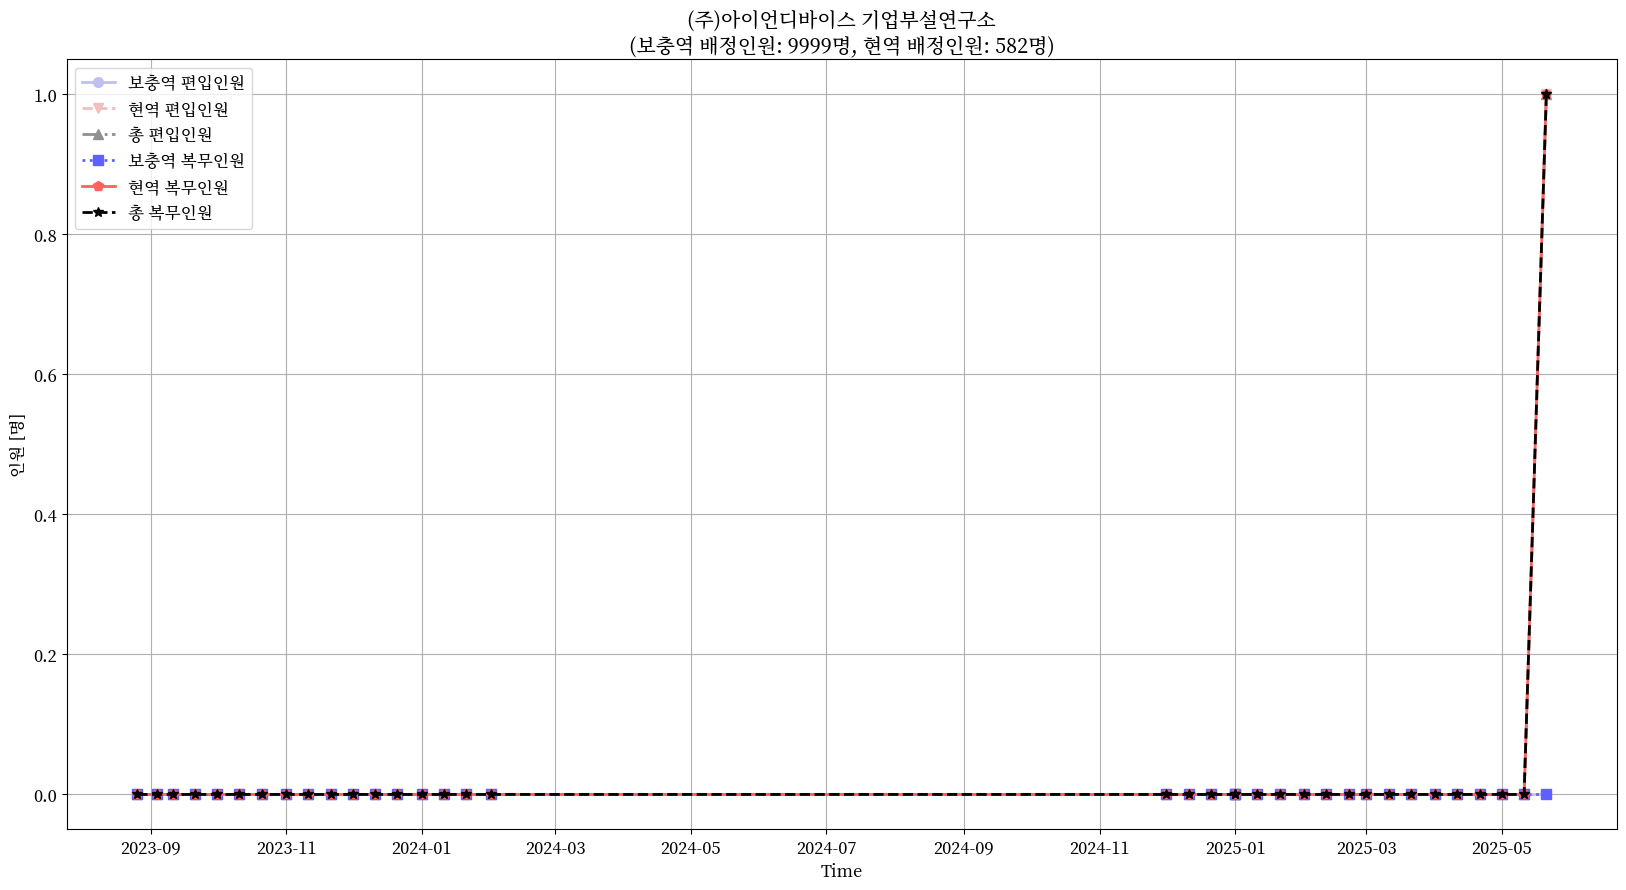 (주)아이언디바이스 기업부설연구소
(보충역 배정인원: 9999명, 현역 배정인원: 582명)
보충역 편입인원
현역 편입인원
총 편입인원
보충역 복무인원
현역 복무인원
총 복무인원
인원 [명]
1.0
0.8
0.6
0.4
0.2
0.0
2023-09 2023-11 2024-01 2024-03 2024-05 2024-07 2024-09 2024-11 2025-01 2025-03 2025-05
Time